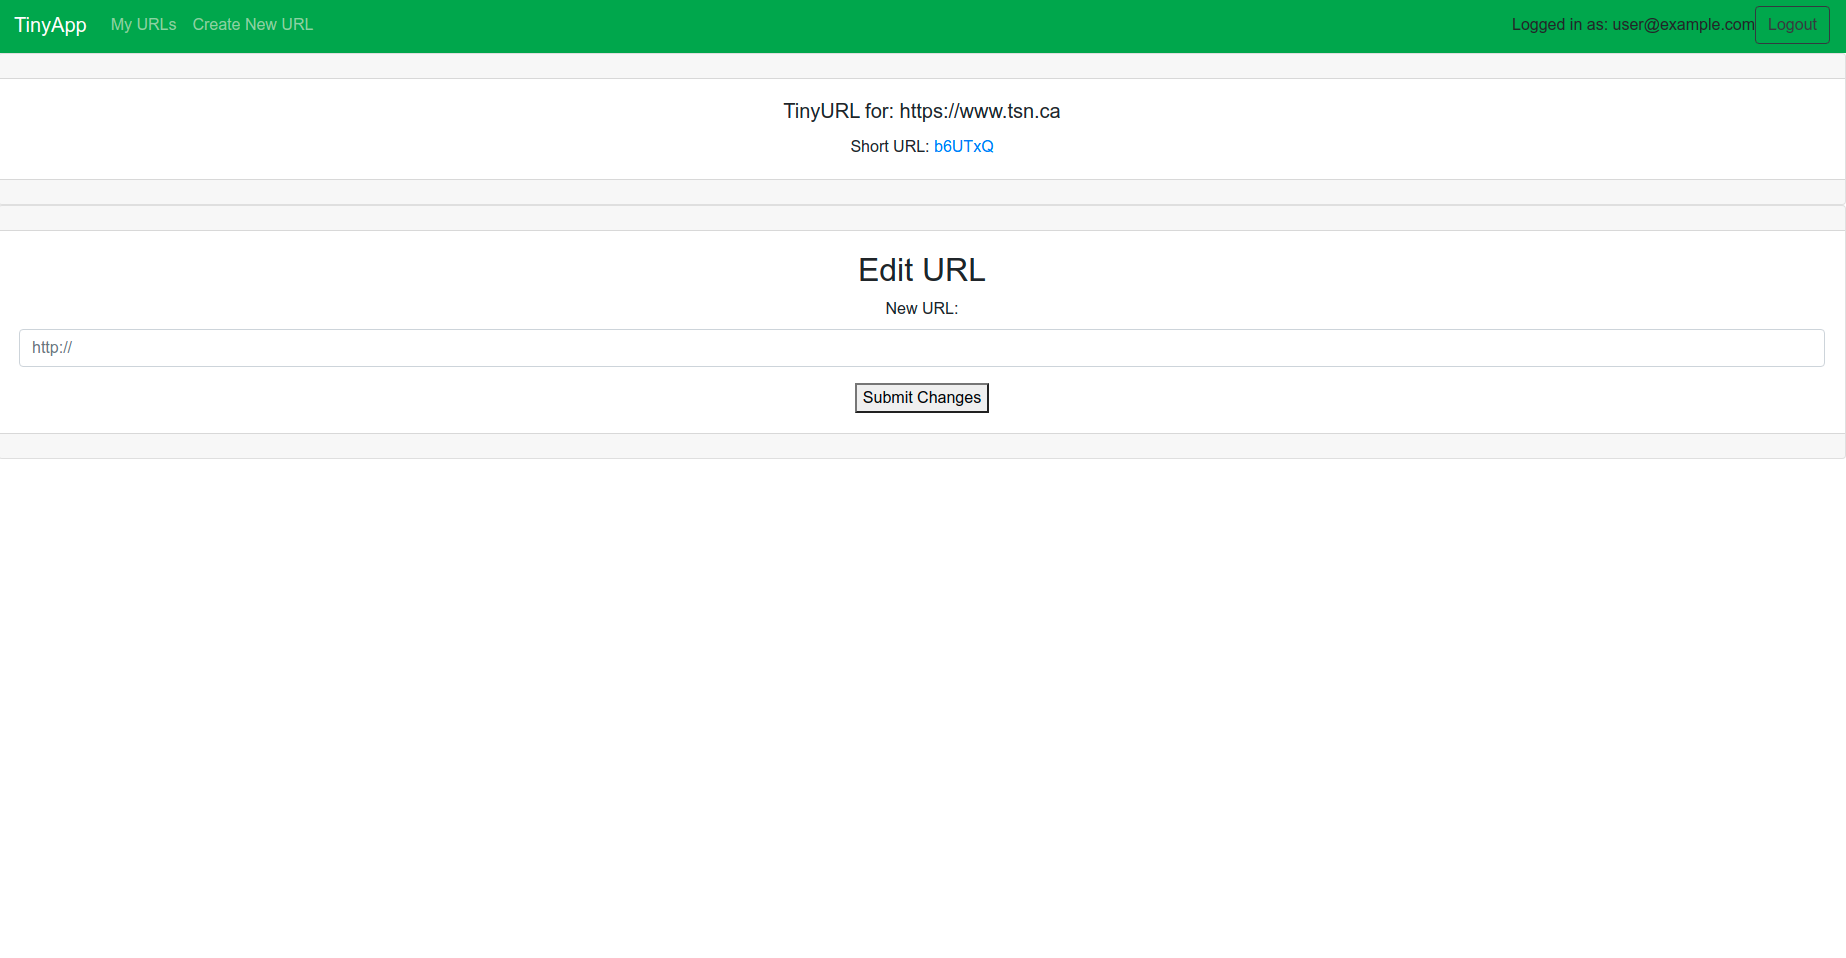 TinyApp My URLs Create New URL Logged in as: user@example.com Logout
TinyURL for: https://www.tsn.ca
Short URL: b6UTxQ
Edit URL
New URL:
http://
Submit Changes